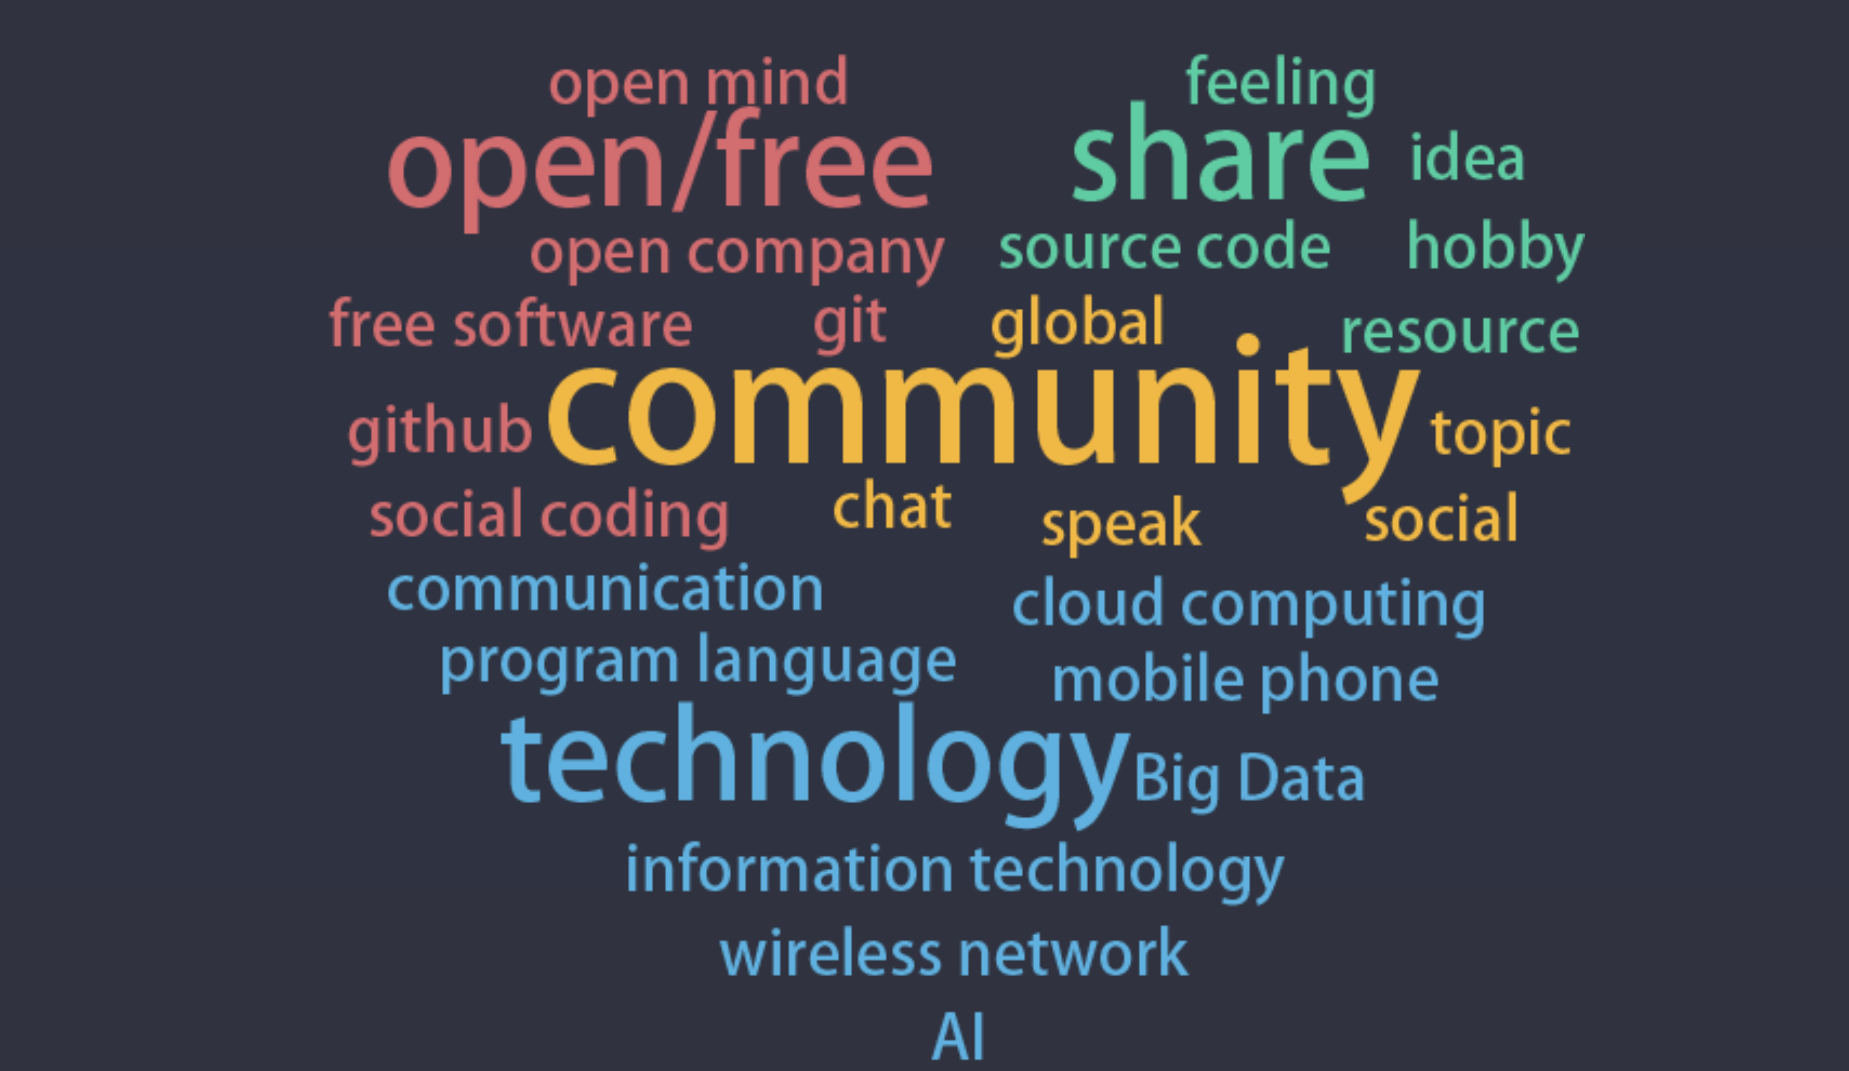 open mind
feeling
open/free
share
idea
open company
source code
hobby
free software
git
global
resource
community
github
topic
social coding
chat
speak
social
communication
cloud computing
program language
mobile phone
technology
Big Data
information technology
wireless network
AI